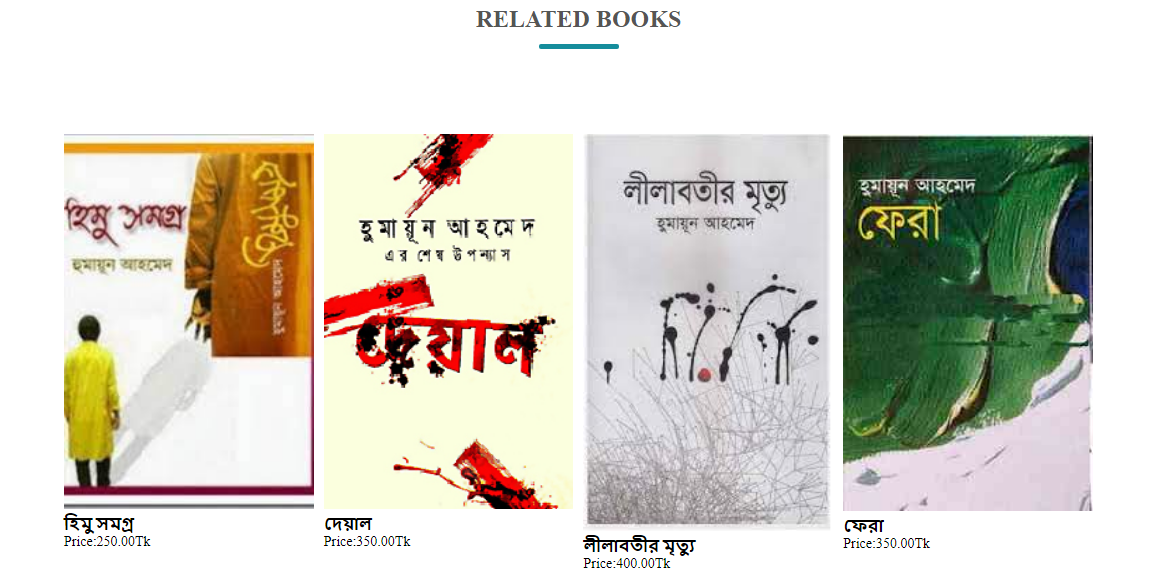 RELATED BOOKS
হিমু সমগ্র
হুমায়ূন আহমেদ
হুমায়ূন আহমেদ
হুমায়ূন আহমেদ
এর শেষ উপন্যাস
দেয়াল
লীলাবতীর মৃত্যু
হুমায়ূন আহমেদ
হুমায়ূন আহমেদ
ফেরা
হিমু সমগ্র
Price:250.00Tk
দেয়াল
Price:350.00Tk
লীলাবতীর মৃত্যু
Price:400.00Tk
ফেরা
Price:350.00Tk